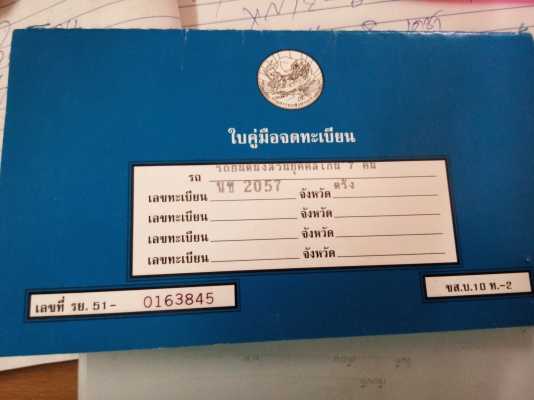 ใบคู่มือจดทะเบียน
รถ รถยนต์นั่งส่วนบุคคลเกิน 7 คน
เลขทะเบียน นข 2057 จังหวัด ตรัง
เลขทะเบียน จังหวัด
เลขทะเบียน จังหวัด
เลขทะเบียน จังหวัด
เลขที่ รย. 51- 0163845
ขส.บ.10 ท.-2